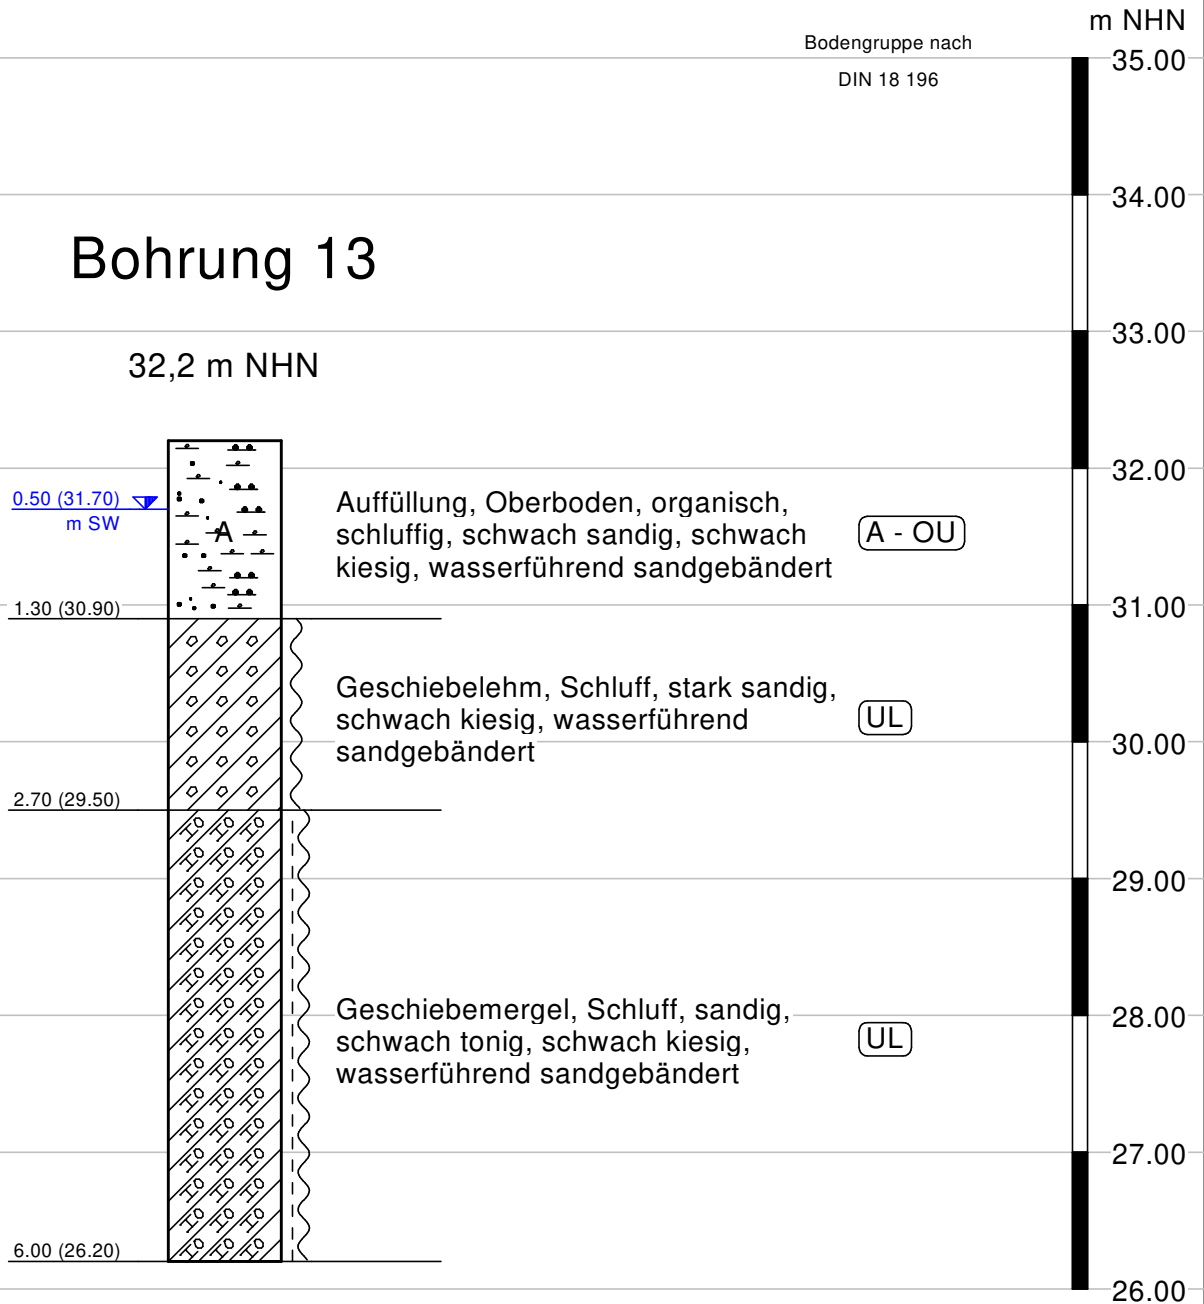 m NHN
Bodengruppe nach
DIN 18 196
35.00
34.00
Bohrung 13
33.00
32,2 m NHN
32.00
0.50 (31.70)
m SW
A
Auffüllung, Oberboden, organisch,
schluffig, schwach sandig, schwach
kiesig, wasserführend sandgebändert
A - OU
1.30 (30.90)
31.00
Geschiebelehm, Schluff, stark sandig,
schwach kiesig, wasserführend
sandgebändert
UL
30.00
2.70 (29.50)
29.00
Geschiebemergel, Schluff, sandig,
schwach tonig, schwach kiesig,
wasserführend sandgebändert
UL
28.00
27.00
6.00 (26.20)
26.00